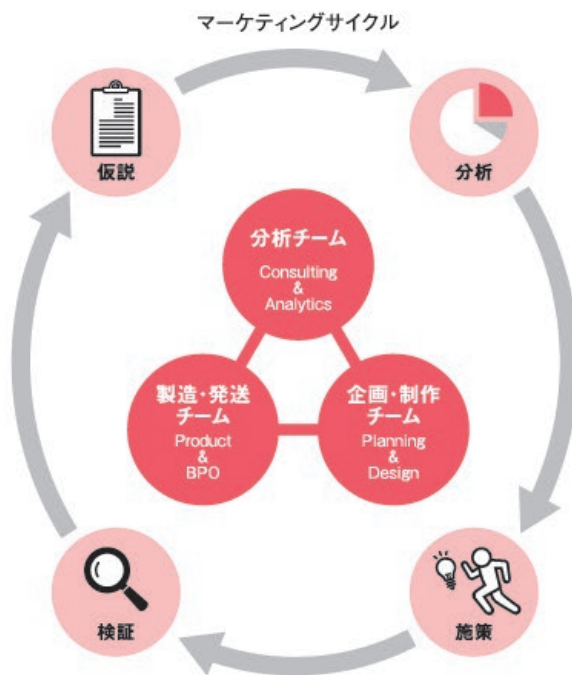 マーケティングサイクル
仮説
分析
分析チーム
Consulting
&
Analytics
製造・発送
チーム
Product
&
BPO
企画・制作
チーム
Planning
&
Design
検証
施策